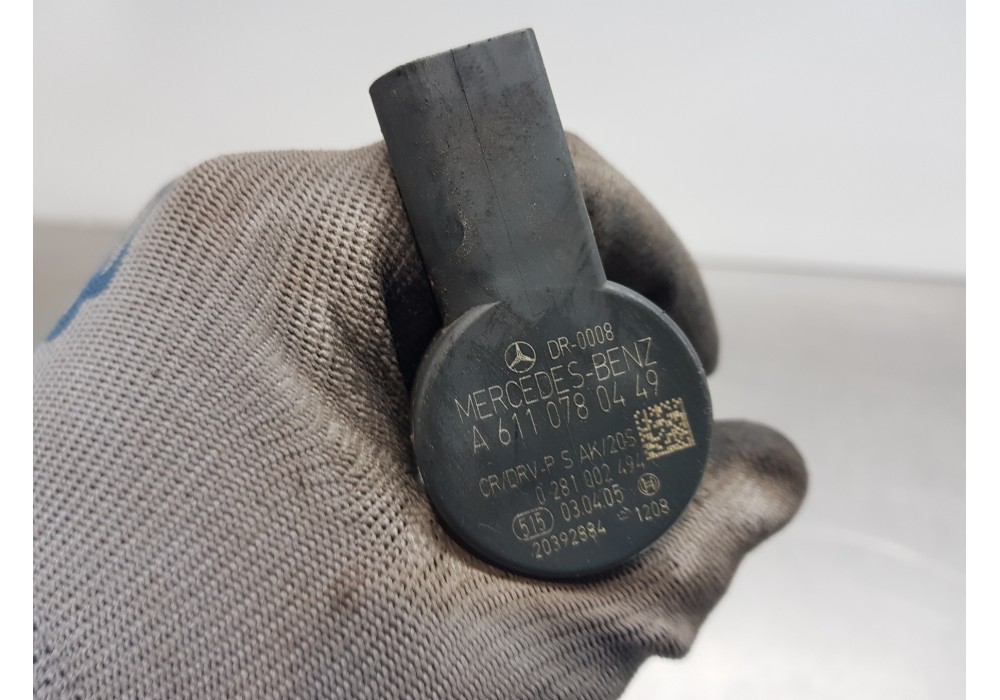 DR-0008
MERCEDES-BENZ
A 611 078 04 49
CR/DRV-P S AK/20S
0 281 002 494
515 03.04.05
20392884 1208